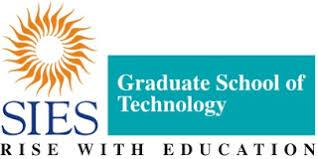 Graduate School of
Technology
SIES
RISE WITH EDUCATION